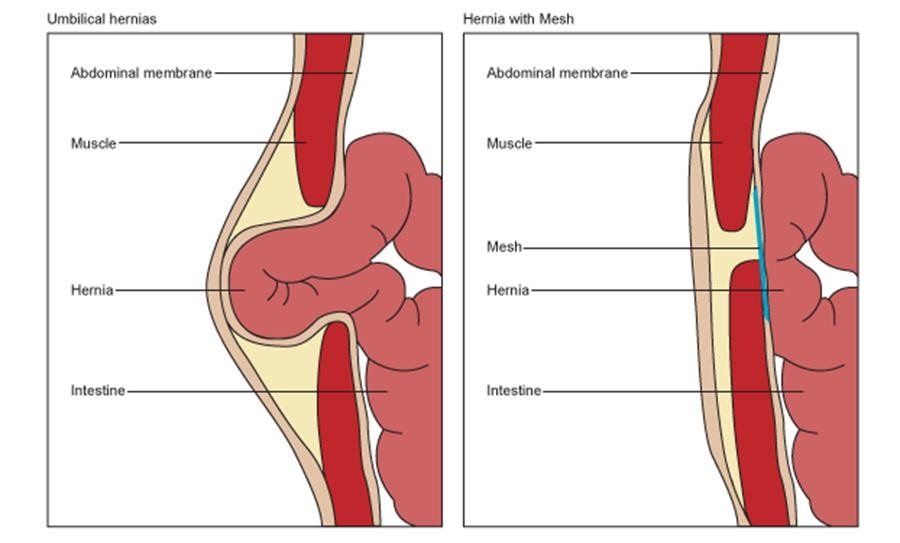 Umbilical hernias
Abdominal membrane
Muscle
Hernia
Intestine
Hernia with Mesh
Abdominal membrane
Muscle
Mesh
Hernia
Intestine